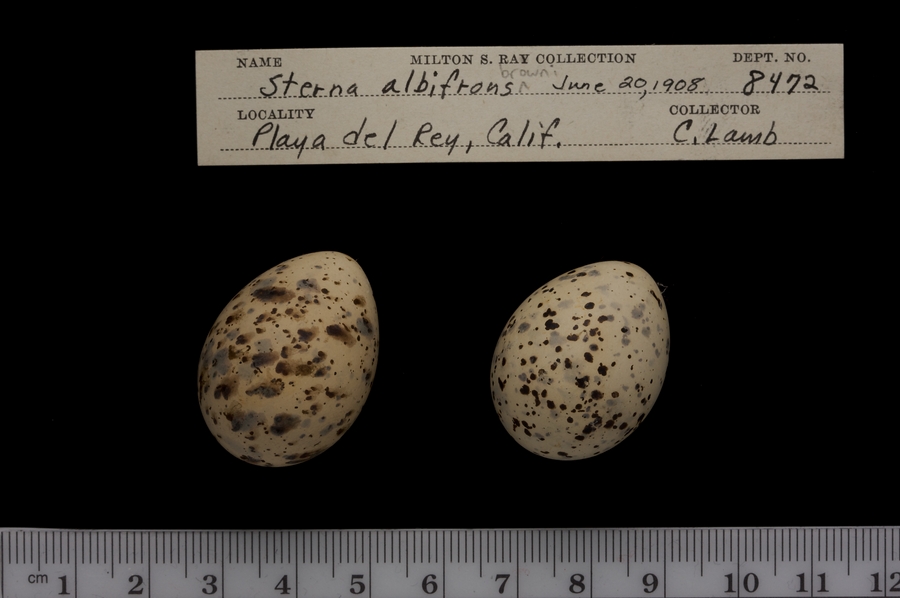 NAME MILTON S. RAY COLLECTION DEPT. NO.
browni
Sterna albifrons June 20, 1908 8472
LOCALITY COLLECTOR
Playa del Rey, Calif. C. Lamb
cm 1 2 3 4 5 6 7 8 9 10 11 12